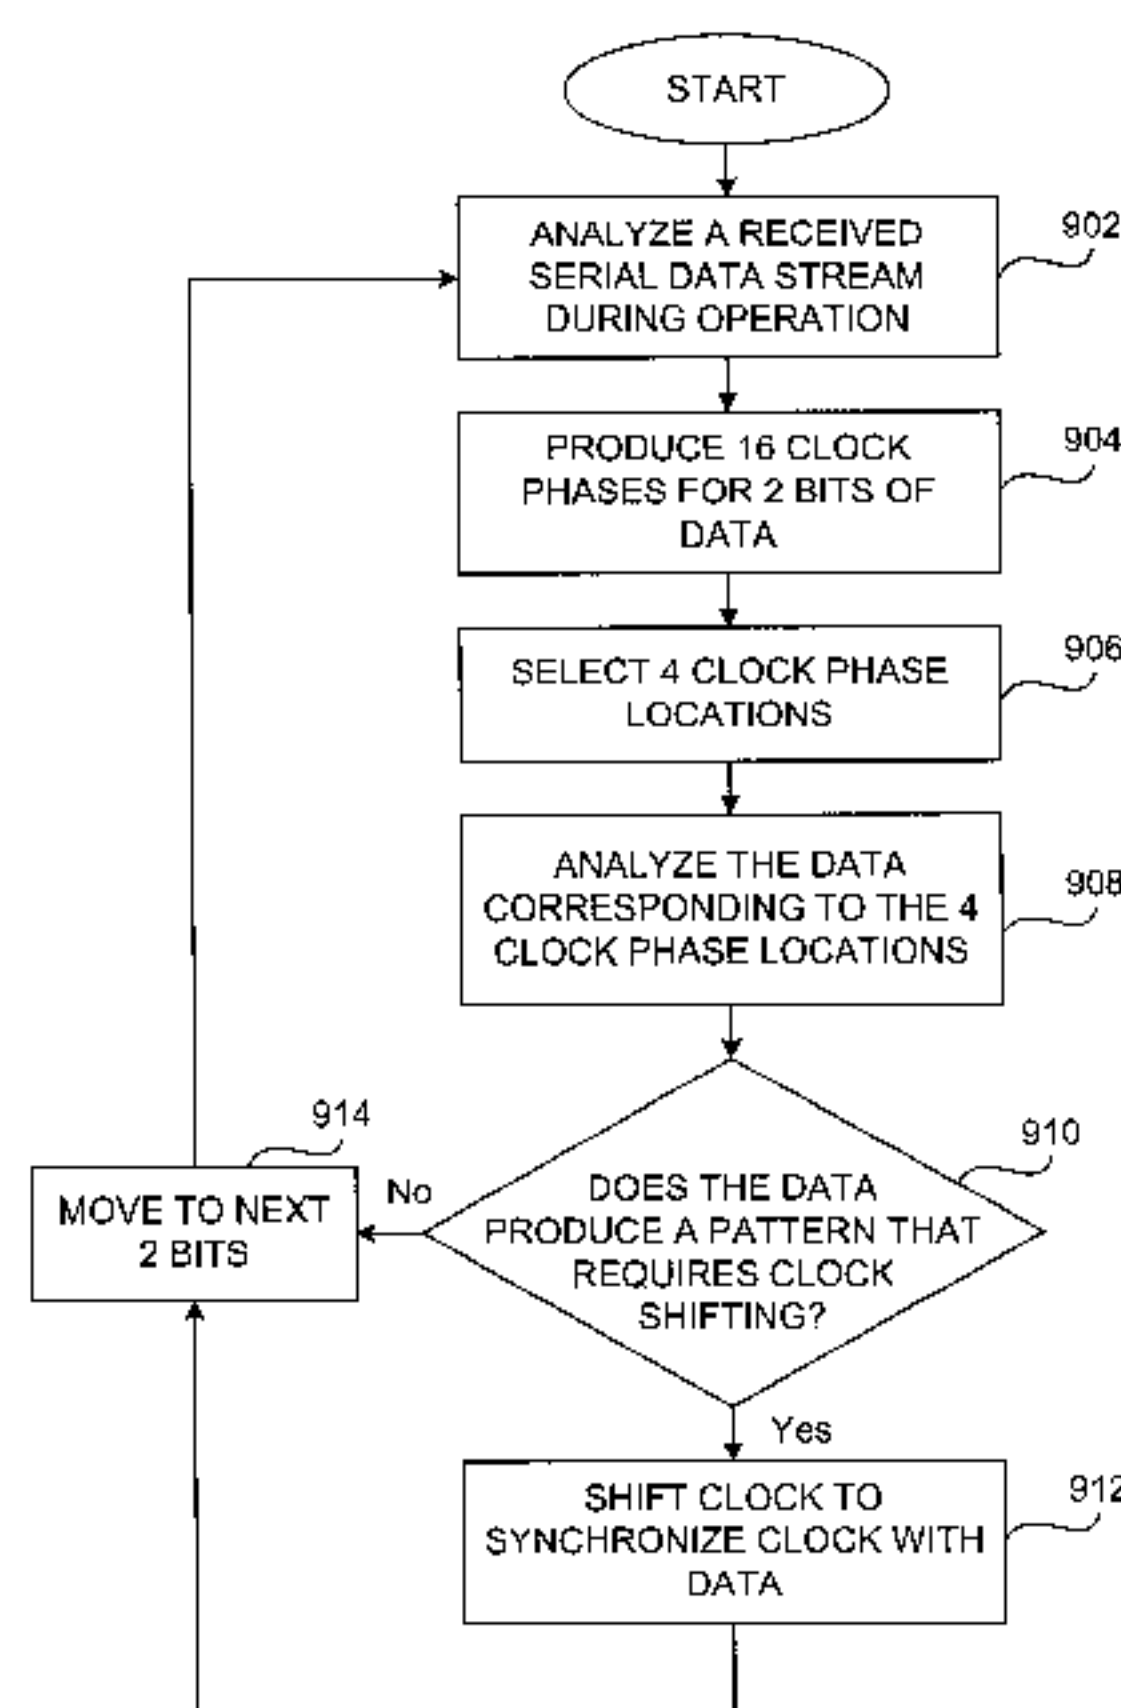 START
ANALYZE A RECEIVED
SERIAL DATA STREAM
DURING OPERATION
902
PRODUCE 16 CLOCK
PHASES FOR 2 BITS OF
DATA
904
SELECT 4 CLOCK PHASE
LOCATIONS
906
ANALYZE THE DATA
CORRESPONDING TO THE 4
CLOCK PHASE LOCATIONS
908
914
MOVE TO NEXT
2 BITS
No
910
DOES THE DATA
PRODUCE A PATTERN THAT
REQUIRES CLOCK
SHIFTING?
Yes
SHIFT CLOCK TO
SYNCHRONIZE CLOCK WITH
DATA
912